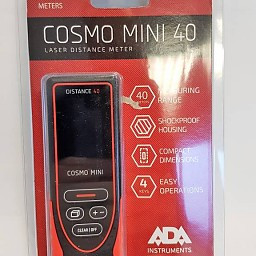 METERS
COSMO MINI 40
LASER DISTANCE METER
DISTANCE 40
40
RANGE
SHOCKPROOF
HOUSING
COMPACT
DIMENSIONS
COSMO MINI
4
KEYS
EASY
OPERATIONS
CLEAR | OFF
ADA
INSTRUMENTS